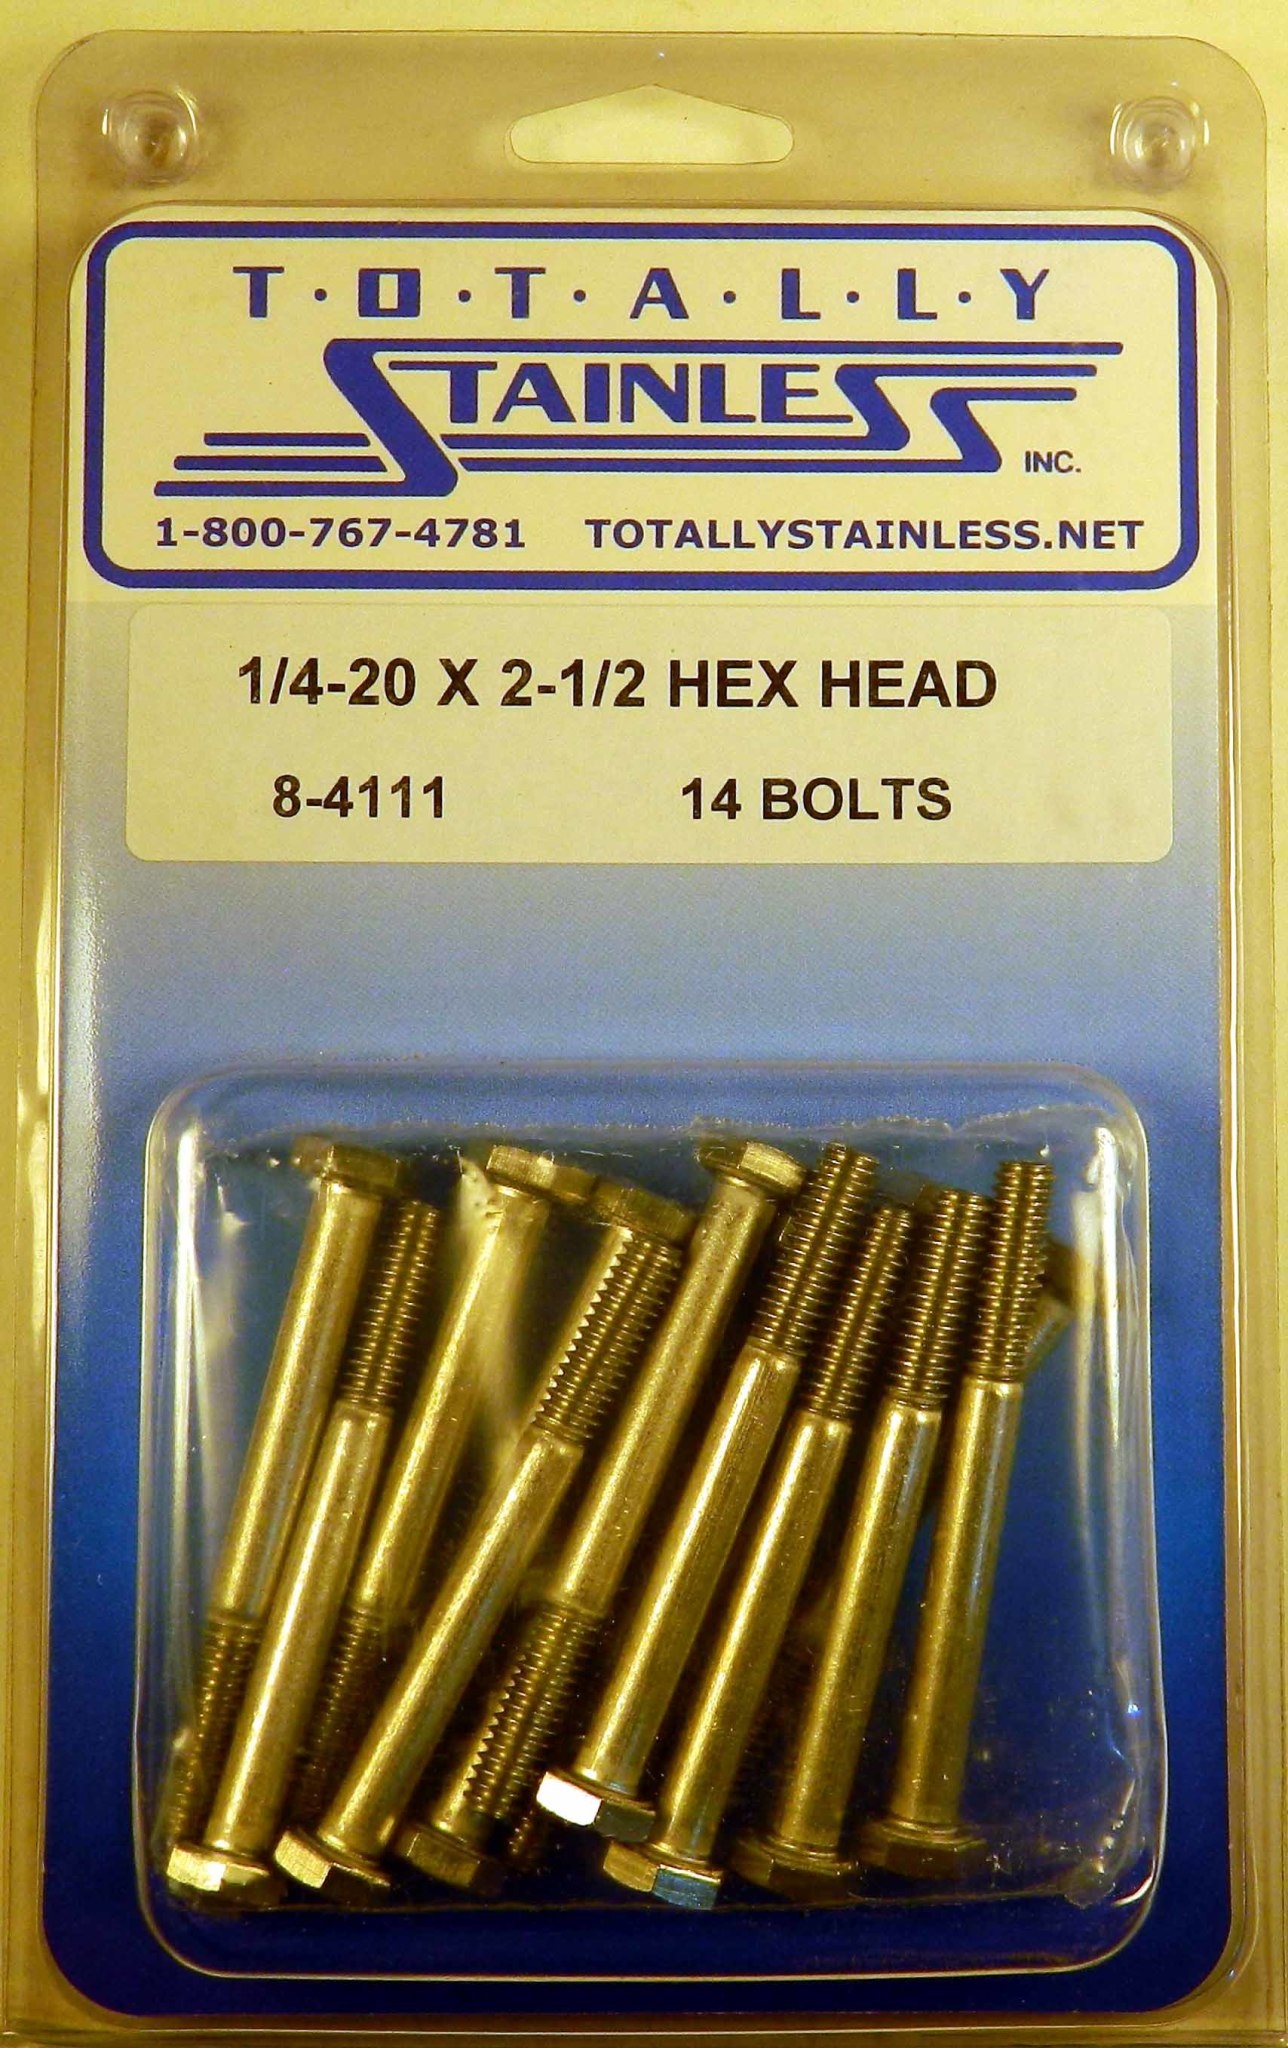 T·O·T·A·L·L·Y
STAINLESS
INC.
1-800-767-4781 TOTALLYSTAINLESS.NET
1/4-20 X 2-1/2 HEX HEAD
8-4111 14 BOLTS